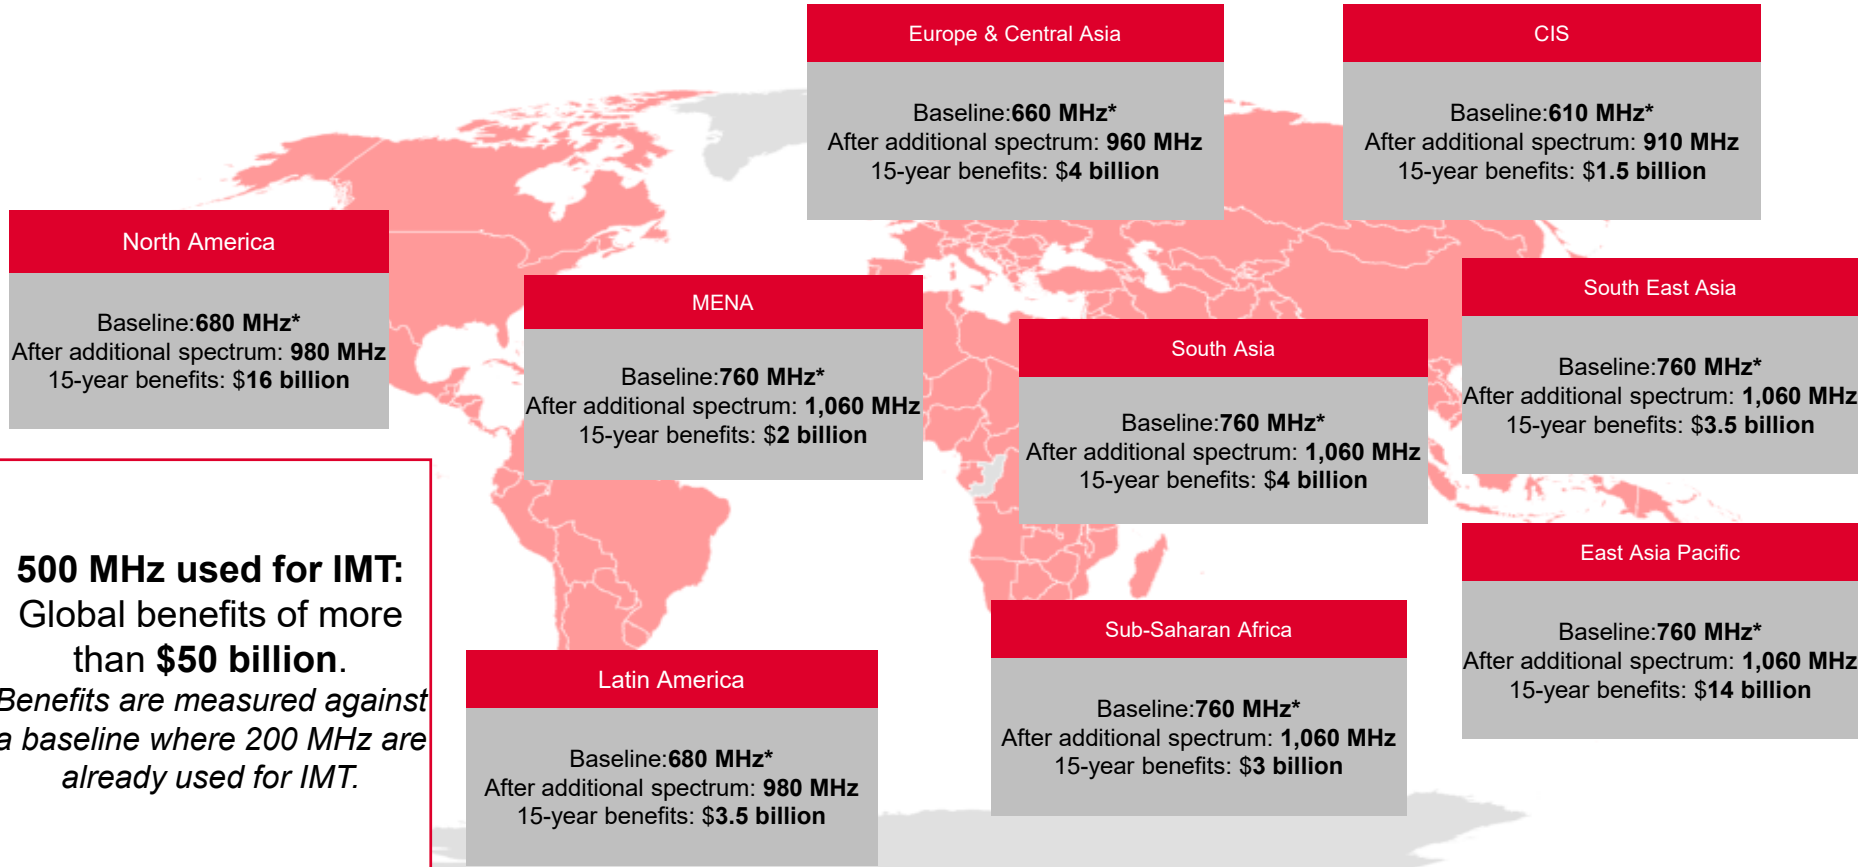 Europe & Central Asia
Baseline:660 MHz*
After additional spectrum: 960 MHz
15-year benefits: $4 billion
CIS
Baseline:610 MHz*
After additional spectrum: 910 MHz
15-year benefits: $1.5 billion
North America
Baseline:680 MHz*
After additional spectrum: 980 MHz
15-year benefits: $16 billion
MENA
Baseline:760 MHz*
After additional spectrum: 1,060 MHz
15-year benefits: $2 billion
South Asia
Baseline:760 MHz*
After additional spectrum: 1,060 MHz
15-year benefits: $4 billion
South East Asia
Baseline:760 MHz*
After additional spectrum: 1,060 MHz
15-year benefits: $3.5 billion
500 MHz used for IMT:
Global benefits of more
than $50 billion.
Benefits are measured against
a baseline where 200 MHz are
already used for IMT.
Latin America
Baseline:680 MHz*
After additional spectrum: 980 MHz
15-year benefits: $3.5 billion
Sub-Saharan Africa
Baseline:760 MHz*
After additional spectrum: 1,060 MHz
15-year benefits: $3 billion
East Asia Pacific
Baseline:760 MHz*
After additional spectrum: 1,060 MHz
15-year benefits: $14 billion